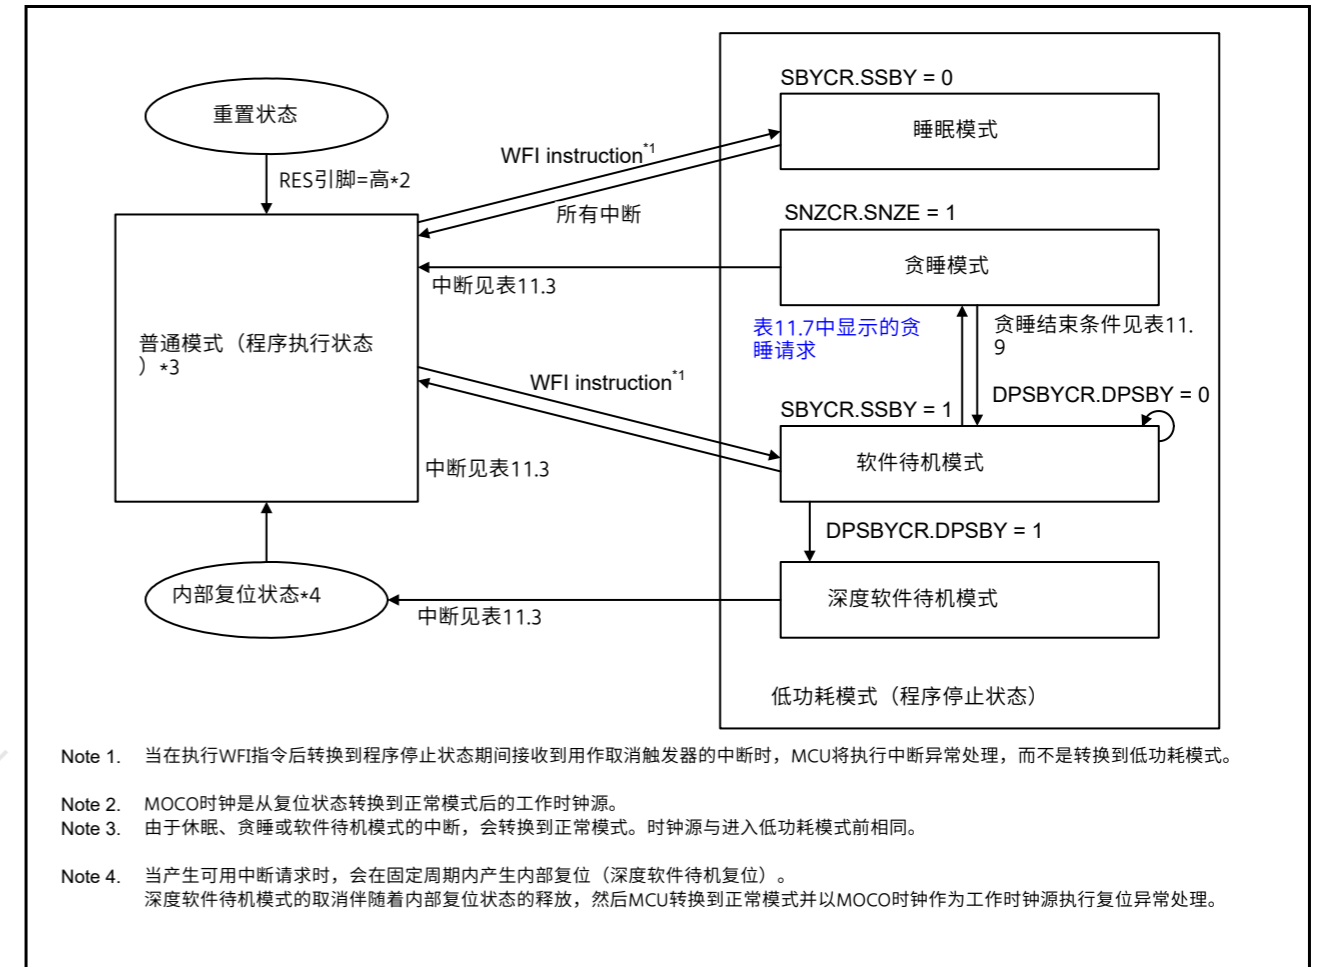 SBYCR.SSBY = 0
重置状态
睡眠模式
WFI instruction*1
RES引脚=高*2
所有中断
SNZCR.SNZE = 1
贪睡模式
中断见表11.3
表11.7中显示的贪
睡请求
贪睡结束条件见表11.
9
普通模式（程序执行状态
）*3
WFI instruction*1
DPSBYCR.DPSBY = 0
SBYCR.SSBY = 1
软件待机模式
中断见表11.3
DPSBYCR.DPSBY = 1
内部复位状态*4
深度软件待机模式
中断见表11.3
低功耗模式（程序停止状态）
Note 1. 当在执行WFI指令后转换到程序停止状态期间接收到用作取消触发器的中断时，MCU将执行中断异常处理，而不是转换到低功耗模式。
Note 2. MOCO时钟是从复位状态转换到正常模式后的工作时钟源。
Note 3. 由于休眠、贪睡或软件待机模式的中断，会转换到正常模式。时钟源与进入低功耗模式前相同。
Note 4. 当产生可用中断请求时，会在固定周期内产生内部复位（深度软件待机复位）。
深度软件待机模式的取消伴随着内部复位状态的释放，然后MCU转换到正常模式并以MOCO时钟作为工作时钟源执行复位异常处理。